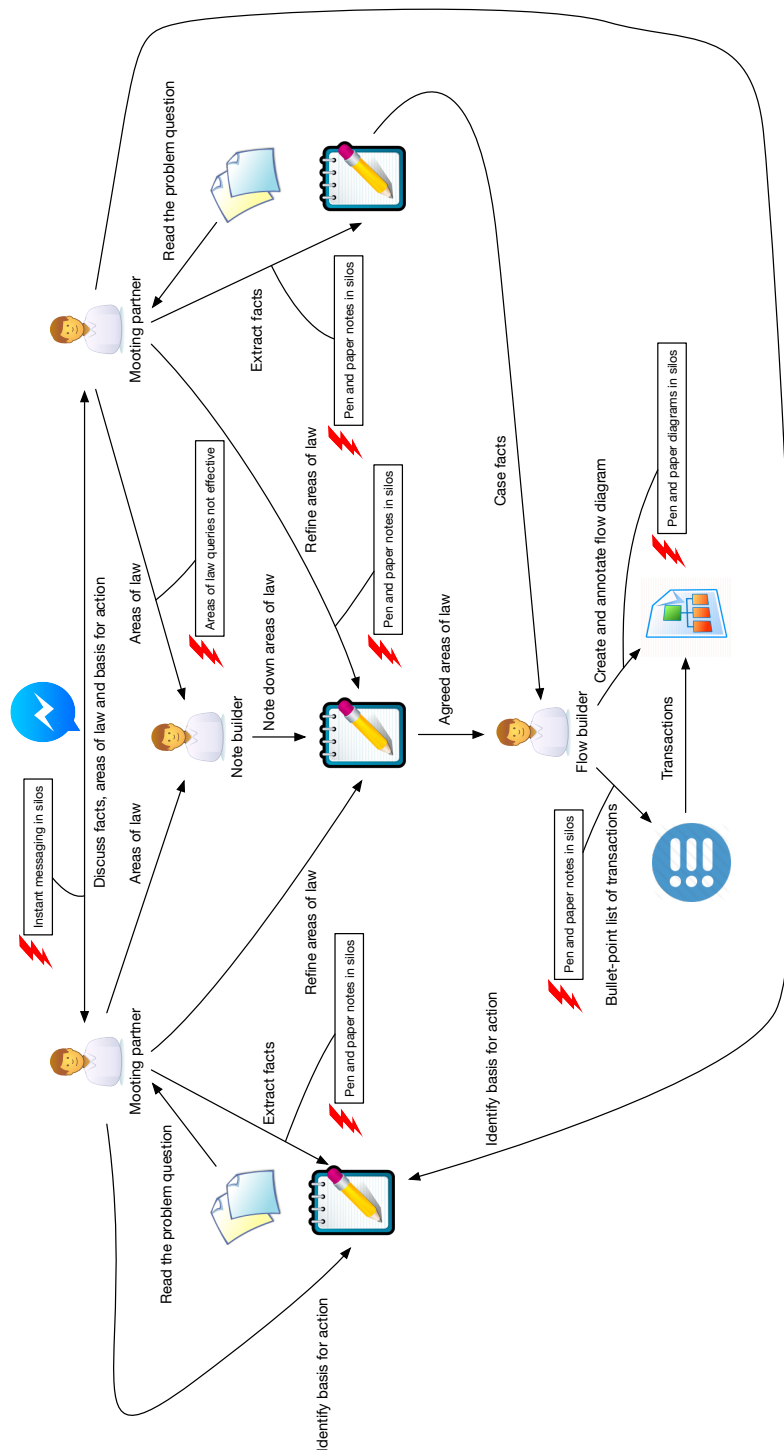 Instant messaging in silos
Discuss facts, areas of law and basis for action
Mooting partner
Mooting partner
Read the problem question
Read the problem question
Areas of law
Areas of law
Areas of law queries not effective
Note builder
Extract facts
Extract facts
Note down areas of law
Refine areas of law
Refine areas of law
Pen and paper notes in silos
Pen and paper notes in silos
Pen and paper notes in silos
Identify basis for action
Identify basis for action
Agreed areas of law
Case facts
Flow builder
Pen and paper notes in silos
Bullet-point list of transactions
Create and annotate flow diagram
Pen and paper diagrams in silos
Transactions